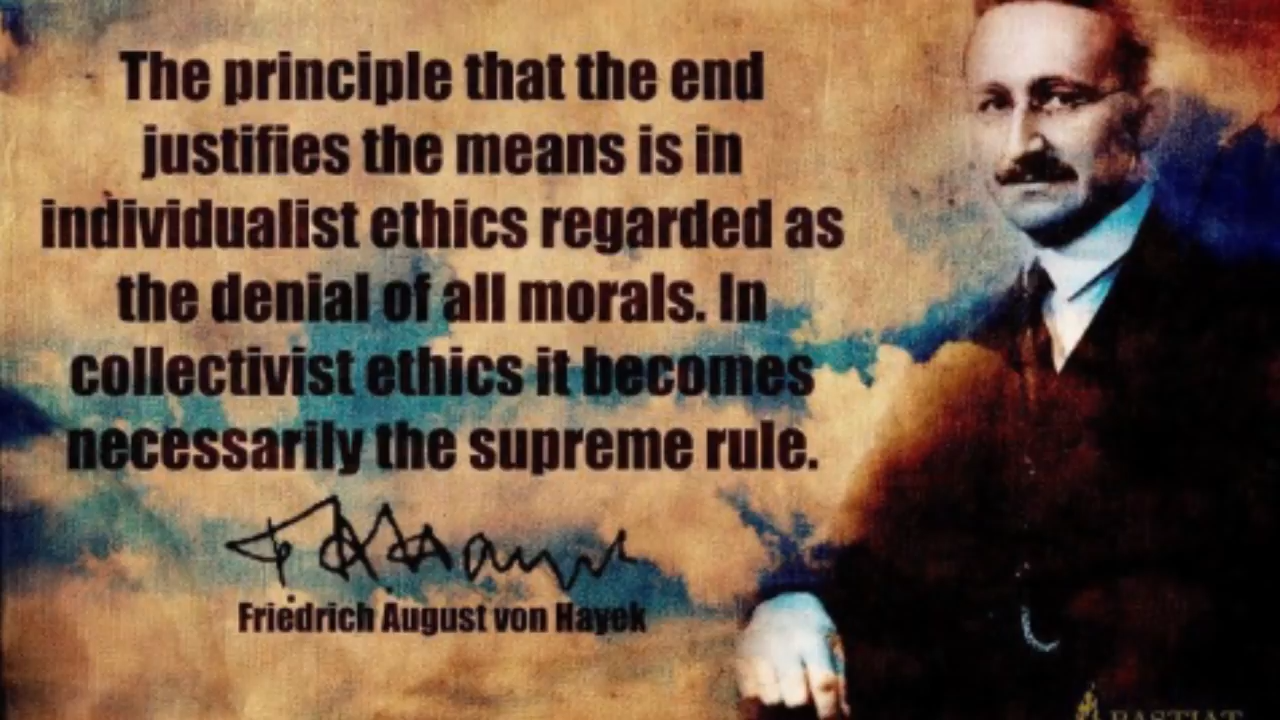 The principle that the end
justifies the means is in
individualist ethics regarded as
the denial of all morals. In
collectivist ethics it becomes
necessarily the supreme rule.
Friedrich August von Hayek
BASTIAT